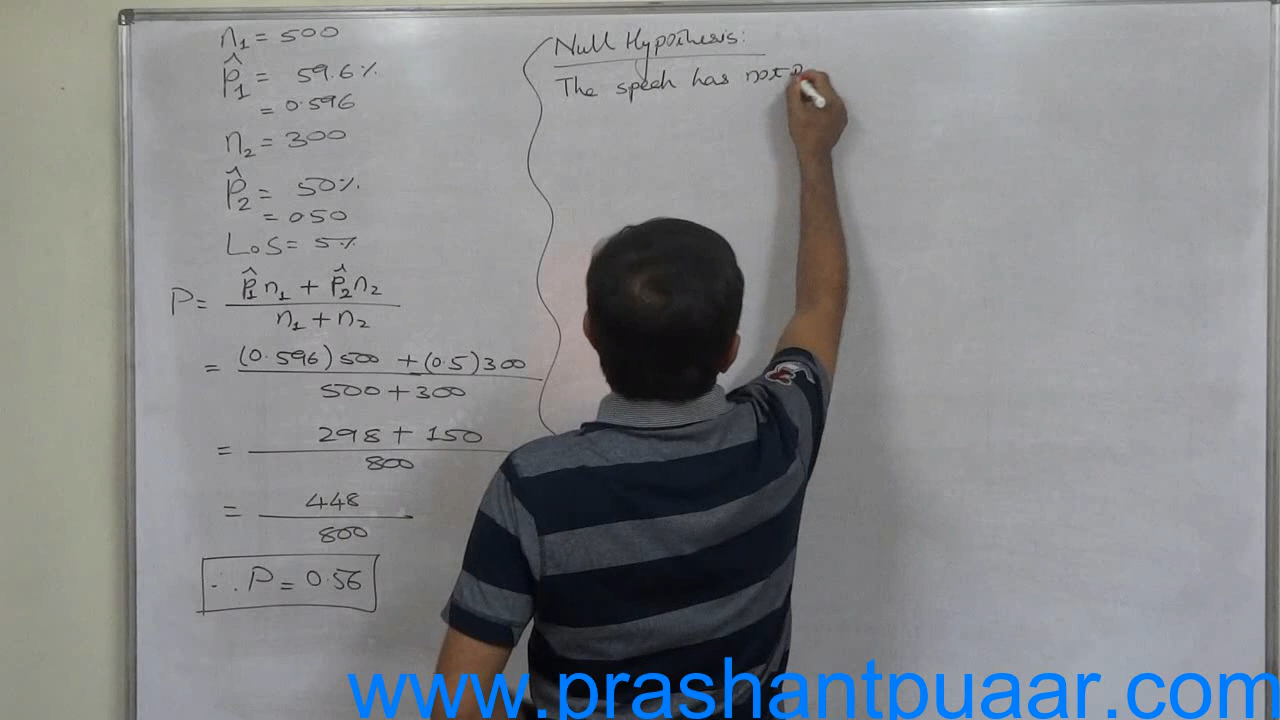 n₁ = 500
p̂₁ = 59.6%
= 0.596
n₂ = 300
p̂₂ = 50%
= 050
LoS = 5%
P = (p̂₁n₁ + p̂₂n₂) / (n₁ + n₂)
= ((0.596)500 + (0.5)300) / (500 + 300)
= (298 + 150) / 800
= 448 / 800
∴ P = 0.56
Null Hypothesis:
The speech has not
www.prashantpuaar.com